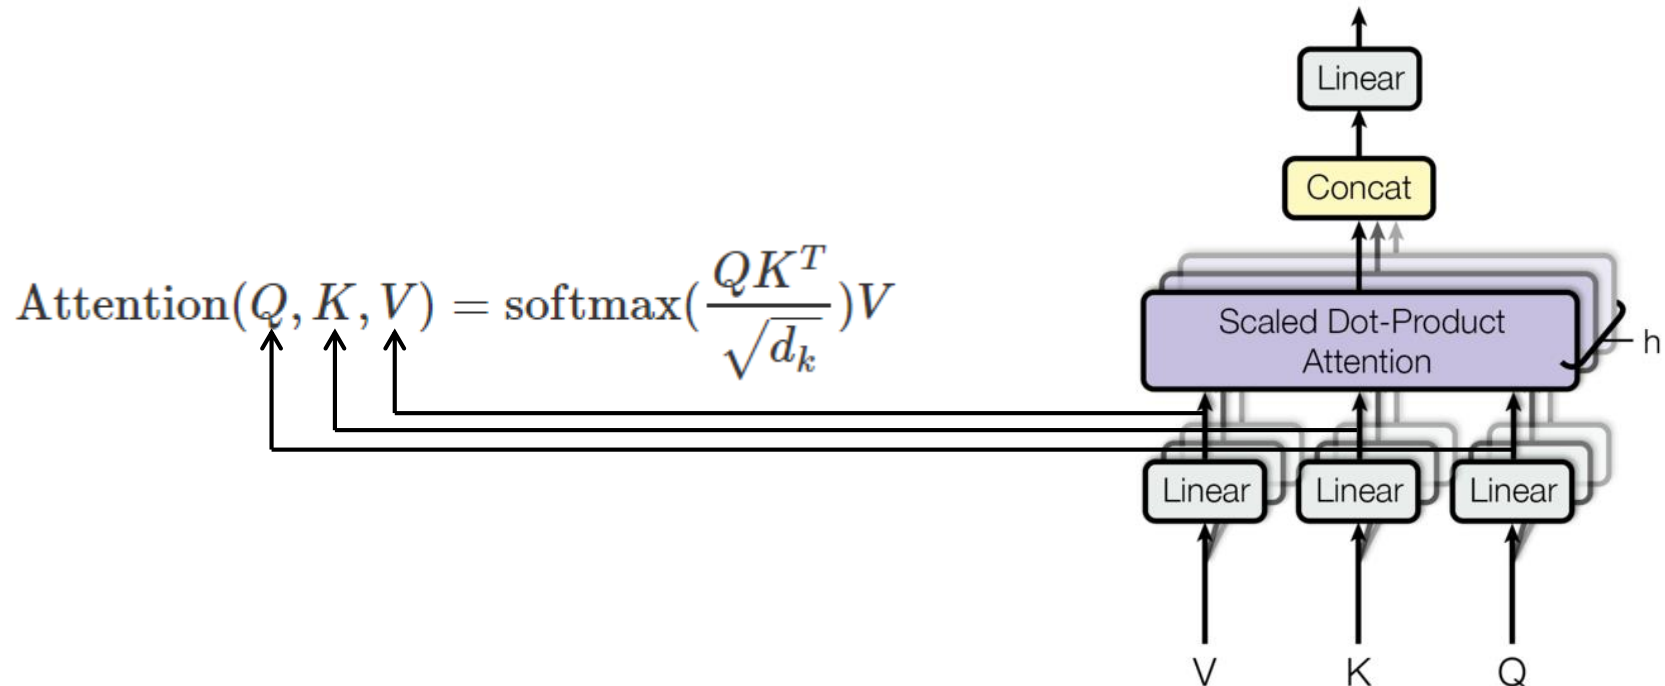 Attention(Q, K, V) = softmax(QK^T / √d_k)V
Linear
Concat
Scaled Dot-Product
Attention
h
Linear Linear Linear
V K Q